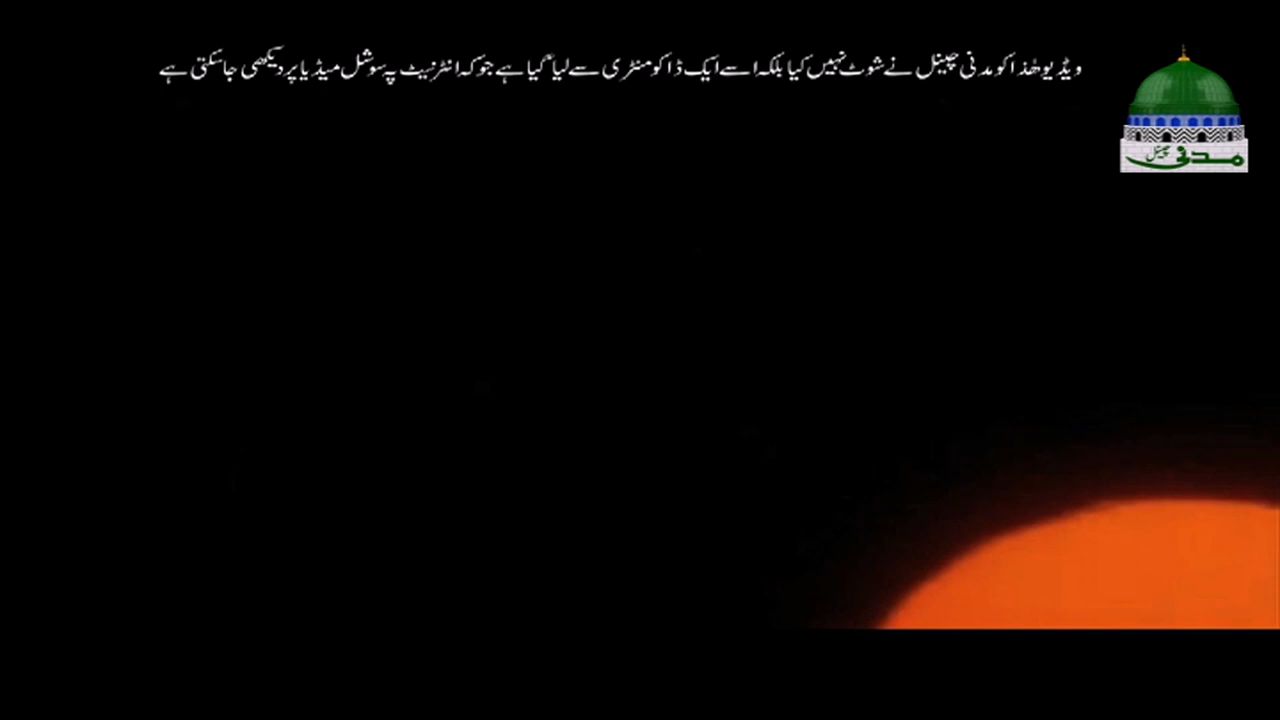 ویڈیو ھٰذا کو مدنی چینل نے شوٹ نہیں کیا بلکہ اسے ایک ڈاکومنٹری سے لیا گیا ہے جو کہ انٹرنیٹ پہ سوشل میڈیا پر دیکھی جا سکتی ہے
مدنی چینل